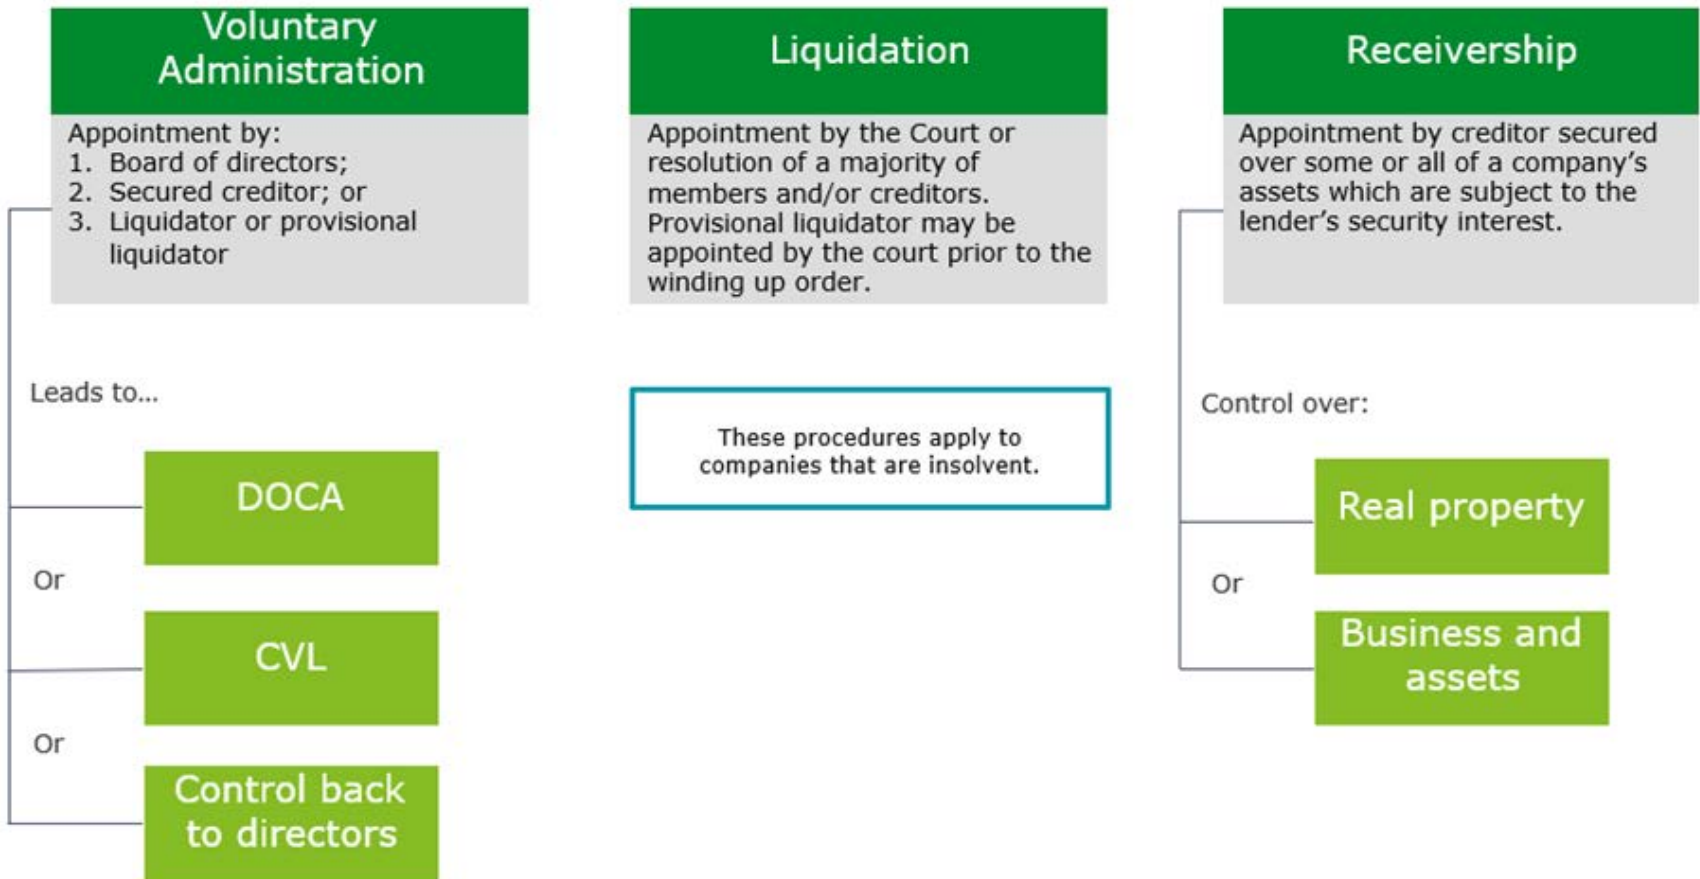 Voluntary
Administration
Appointment by:
1. Board of directors;
2. Secured creditor; or
3. Liquidator or provisional
liquidator
Leads to...
DOCA
Or
CVL
Or
Control back
to directors
Liquidation
Appointment by the Court or
resolution of a majority of
members and/or creditors.
Provisional liquidator may be
appointed by the court prior to the
winding up order.
These procedures apply to
companies that are insolvent.
Receivership
Appointment by creditor secured
over some or all of a company's
assets which are subject to the
lender's security interest.
Control over:
Real property
Or
Business and
assets